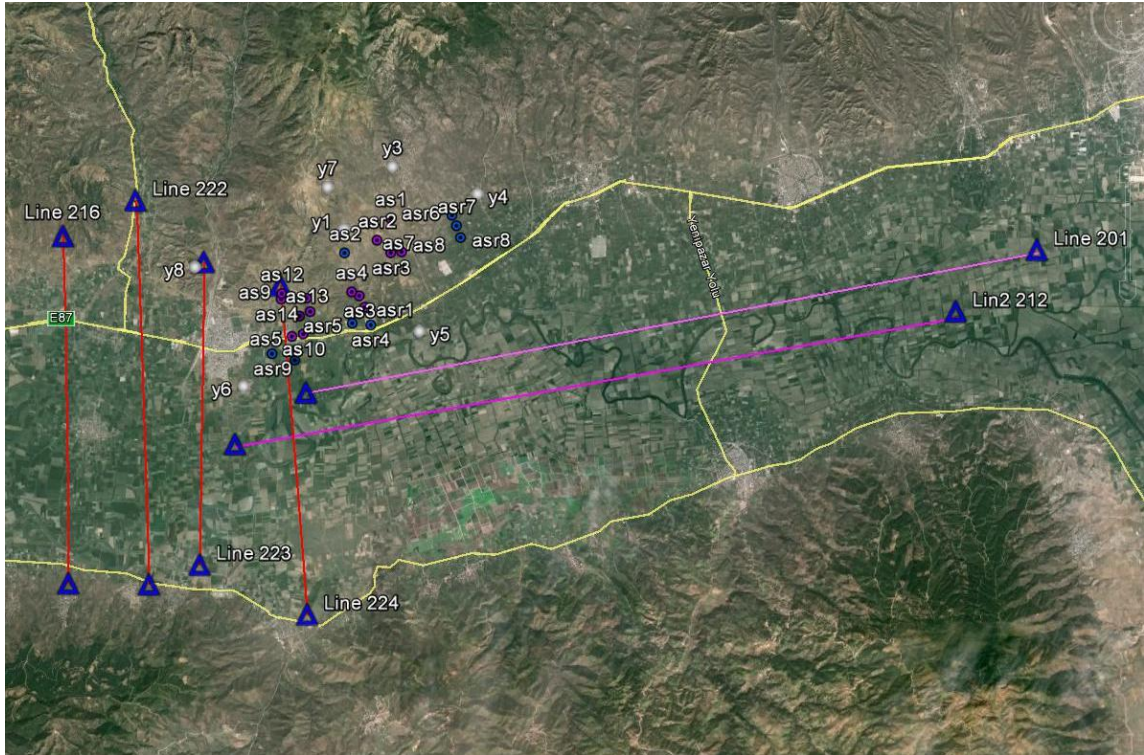 y3
y7
Line 222
y4
as1
asr7
Line 216
y1
asr2
asr6
as2
as7
as8
asr8
Line 201
asr3
y8
as12
as9
as13
as4
Yenipazar Yolu
Lin2 212
as14
as3
asr1
E87
as5
asr5
asr4
y5
as10
asr9
y6
Line 223
Line 224